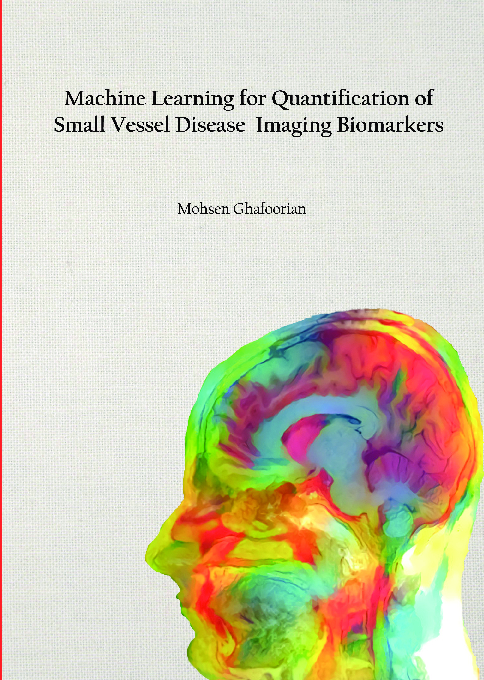 Machine Learning for Quantification of
Small Vessel Disease Imaging Biomarkers
Mohsen Ghafoorian